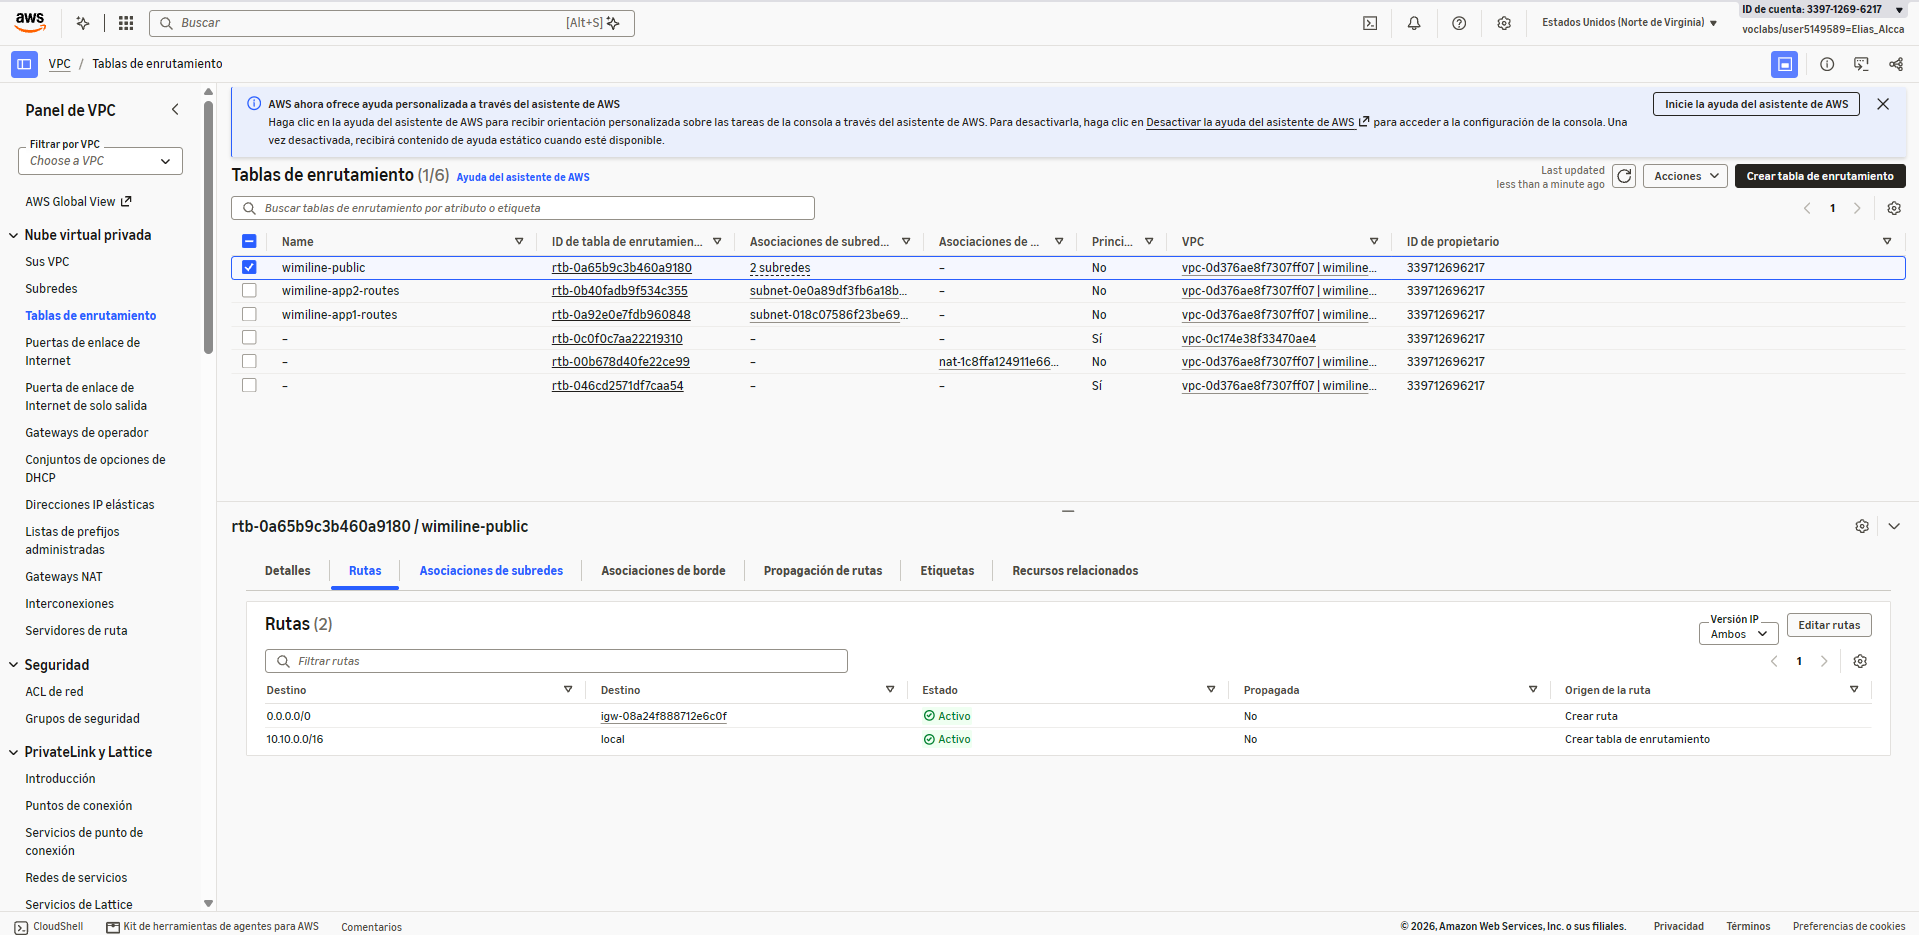 aws
Buscar
[Alt+S]
Estados Unidos (Norte de Virginia)
ID de cuenta: 3397-1269-6217
voclabs/user5149589=Elias_Alcca
VPC / Tablas de enrutamiento
Panel de VPC
Filtrar por VPC
Choose a VPC
AWS Global View
Nube virtual privada
Sus VPC
Subredes
Tablas de enrutamiento
Puertas de enlace de
Internet
Puerta de enlace de
Internet de solo salida
Gateways de operador
Conjuntos de opciones de
DHCP
Direcciones IP elásticas
Listas de prefijos
administradas
Gateways NAT
Interconexiones
Servidores de ruta
Seguridad
ACL de red
Grupos de seguridad
PrivateLink y Lattice
Introducción
Puntos de conexión
Servicios de punto de
conexión
Redes de servicios
Servicios de Lattice
AWS ahora ofrece ayuda personalizada a través del asistente de AWS
Haga clic en la ayuda del asistente de AWS para recibir orientación personalizada sobre las tareas de la consola a través del asistente de AWS. Para desactivarla, haga clic en Desactivar la ayuda del asistente de AWS para acceder a la configuración de la consola. Una
vez desactivada, recibirá contenido de ayuda estático cuando esté disponible.
Inicie la ayuda del asistente de AWS
Tablas de enrutamiento (1/6) Ayuda del asistente de AWS
Last updated
less than a minute ago
Acciones
Crear tabla de enrutamiento
Buscar tablas de enrutamiento por atributo o etiqueta
1
Name ID de tabla de enrutamien... Asociaciones de subred... Asociaciones de ... Princi... VPC ID de propietario
wimiline-public rtb-0a65b9c3b460a9180 2 subredes – No vpc-0d376ae8f7307ff07 | wimiline... 339712696217
wimiline-app2-routes rtb-0b40fadb9f534c355 subnet-0e0a89df3fb6a18b... – No vpc-0d376ae8f7307ff07 | wimiline... 339712696217
wimiline-app1-routes rtb-0a92e0e7fdb960848 subnet-018c07586f23be69... – No vpc-0d376ae8f7307ff07 | wimiline... 339712696217
– rtb-0c0f0c7aa22219310 – – Sí vpc-0c174e38f33470ae4 339712696217
– rtb-00b678d40fe22ce99 – nat-1c8ffa124911e66... No vpc-0d376ae8f7307ff07 | wimiline... 339712696217
– rtb-046cd2571df7caa54 – – Sí vpc-0d376ae8f7307ff07 | wimiline... 339712696217
rtb-0a65b9c3b460a9180 / wimiline-public
Detalles Rutas Asociaciones de subredes Asociaciones de borde Propagación de rutas Etiquetas Recursos relacionados
Rutas (2)
Versión IP
Ambos
Editar rutas
Filtrar rutas
1
Destino Destino Estado Propagada Origen de la ruta
0.0.0.0/0 igw-08a24f888712e6c0f Activo No Crear ruta
10.10.0.0/16 local Activo No Crear tabla de enrutamiento
CloudShell Kit de herramientas de agentes para AWS Comentarios
© 2026, Amazon Web Services, Inc. o sus filiales. Privacidad Términos Preferencias de cookies